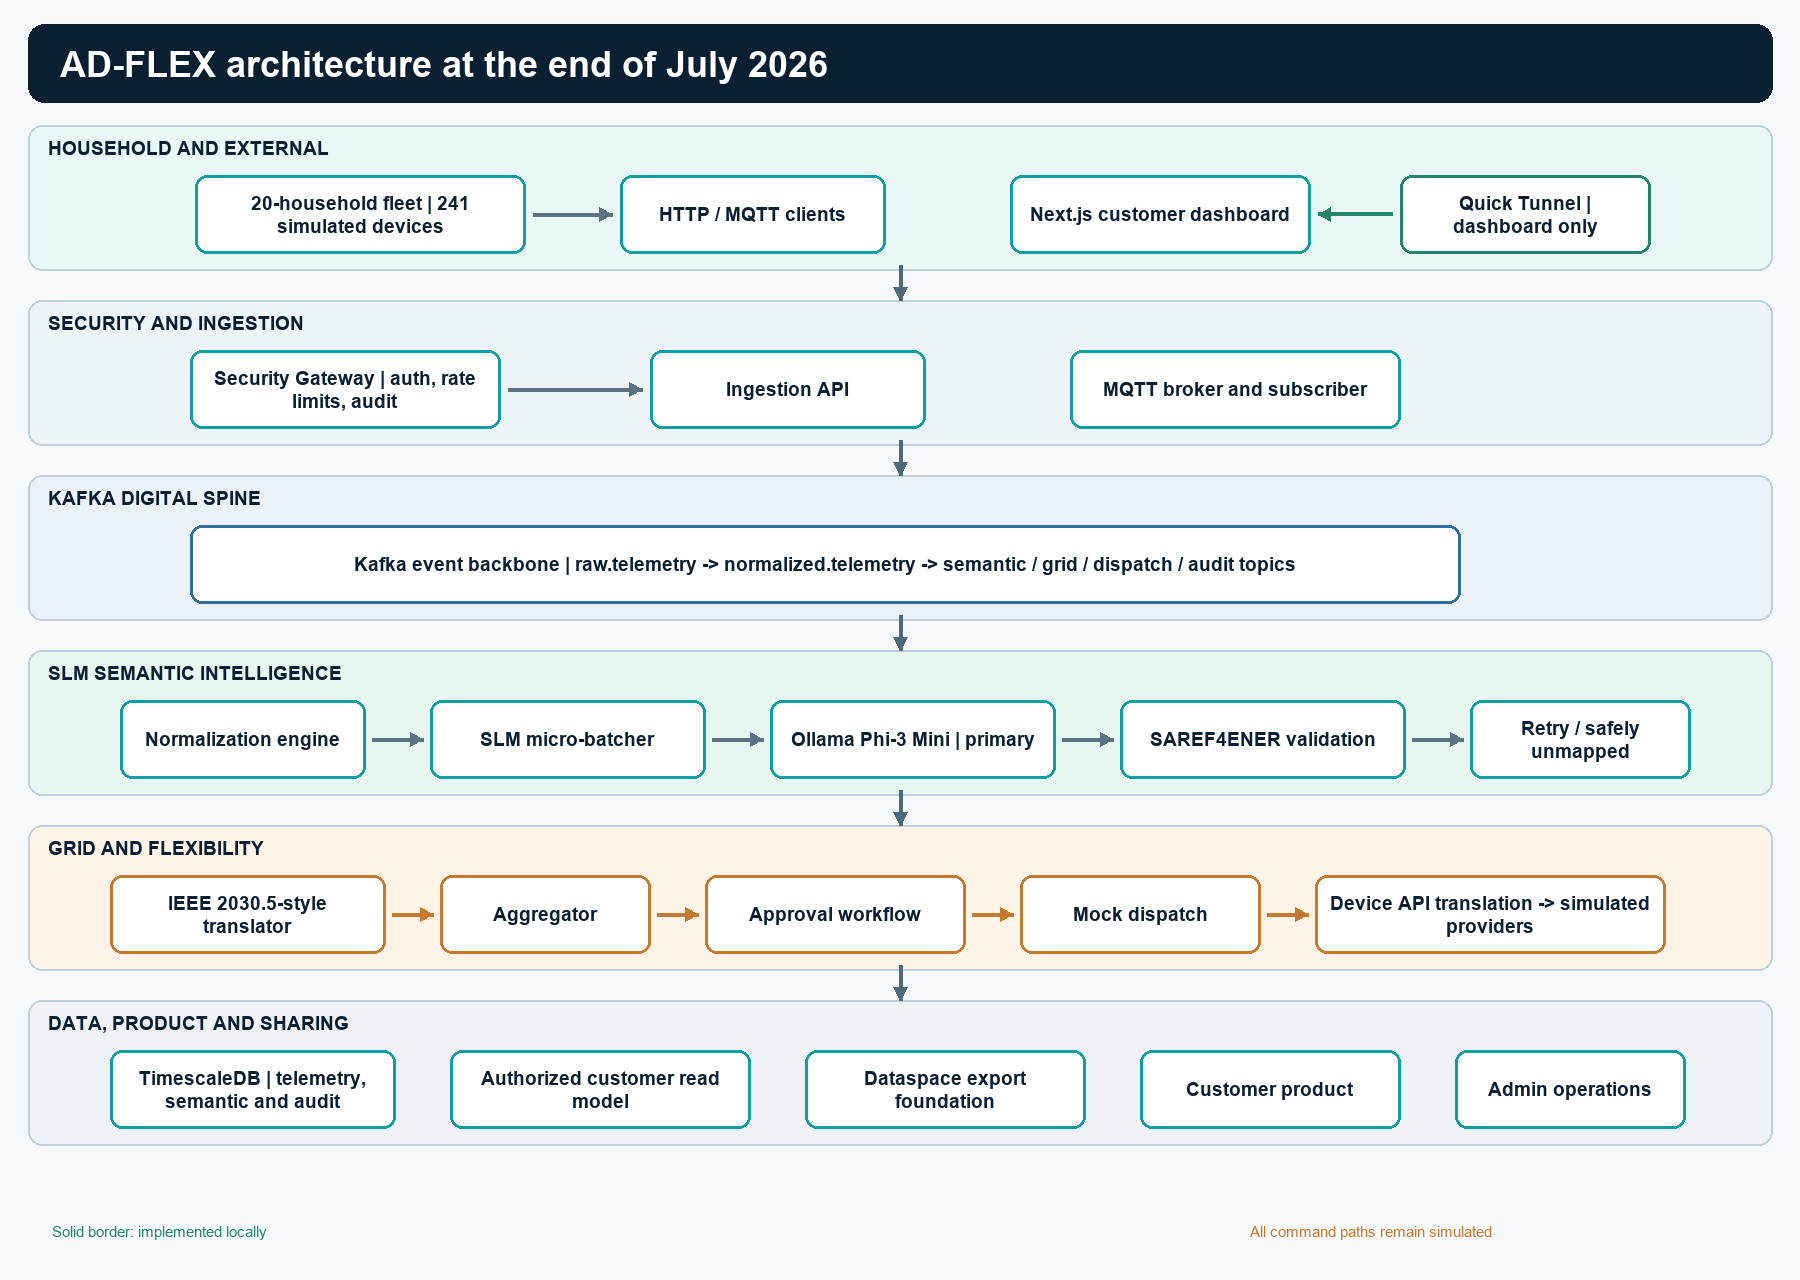 AD-FLEX architecture at the end of July 2026
HOUSEHOLD AND EXTERNAL
20-household fleet | 241
simulated devices
HTTP / MQTT clients
Next.js customer dashboard
Quick Tunnel |
dashboard only
SECURITY AND INGESTION
Security Gateway | auth, rate
limits, audit
Ingestion API
MQTT broker and subscriber
KAFKA DIGITAL SPINE
Kafka event backbone | raw.telemetry -> normalized.telemetry -> semantic / grid / dispatch / audit topics
SLM SEMANTIC INTELLIGENCE
Normalization engine
SLM micro-batcher
Ollama Phi-3 Mini | primary
SAREF4ENER validation
Retry / safely
unmapped
GRID AND FLEXIBILITY
IEEE 2030.5-style
translator
Aggregator
Approval workflow
Mock dispatch
Device API translation -> simulated
providers
DATA, PRODUCT AND SHARING
TimescaleDB | telemetry,
semantic and audit
Authorized customer read
model
Dataspace export
foundation
Customer product
Admin operations
Solid border: implemented locally
All command paths remain simulated